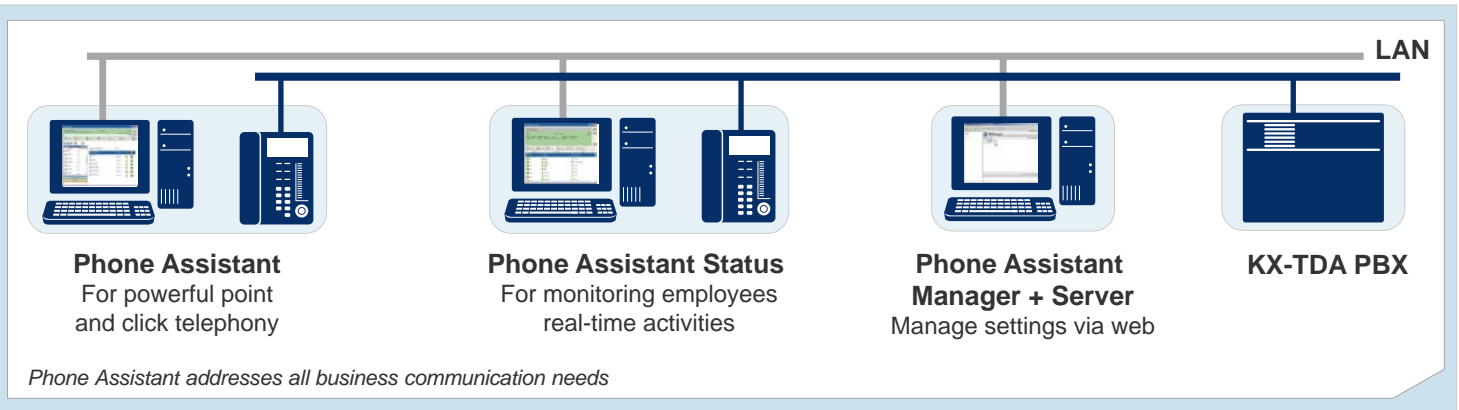 LAN
Phone Assistant
For powerful point
and click telephony
Phone Assistant Status
For monitoring employees
real-time activities
Phone Assistant
Manager + Server
Manage settings via web
KX-TDA PBX
Phone Assistant addresses all business communication needs